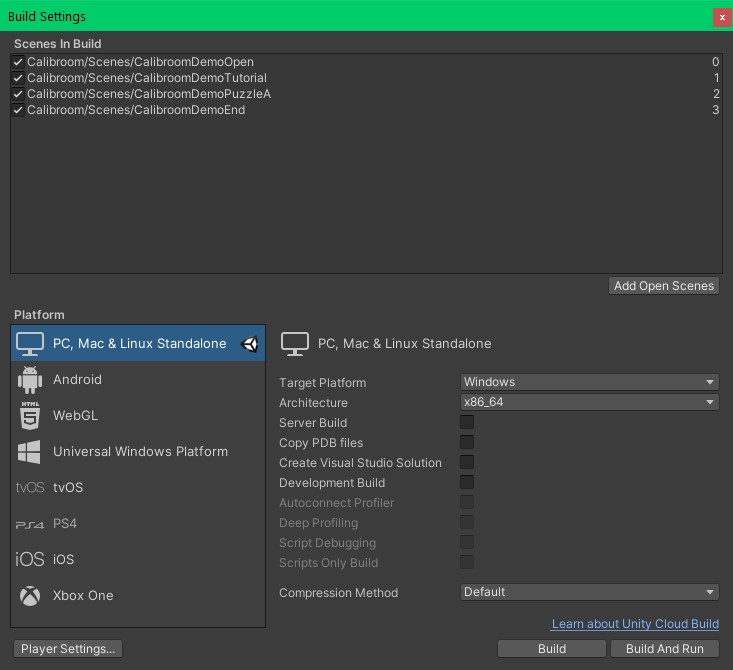 Build Settings
x
Scenes In Build
Calibroom/Scenes/CalibroomDemoOpen 0
Calibroom/Scenes/CalibroomDemoTutorial 1
Calibroom/Scenes/CalibroomDemoPuzzleA 2
Calibroom/Scenes/CalibroomDemoEnd 3
Add Open Scenes
Platform
PC, Mac & Linux Standalone
Android
HTML 5 WebGL
Universal Windows Platform
tvOS tvOS
PS4 PS4
iOS iOS
Xbox One
PC, Mac & Linux Standalone
Target Platform Windows
Architecture x86_64
Server Build
Copy PDB files
Create Visual Studio Solution
Development Build
Autoconnect Profiler
Deep Profiling
Script Debugging
Scripts Only Build
Compression Method Default
Learn about Unity Cloud Build
Player Settings... Build Build And Run